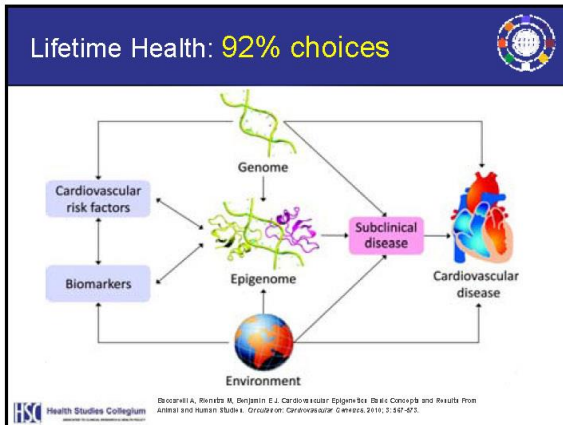 Lifetime Health: 92% choices
Genome
Cardiovascular
risk factors
Subclinical
disease
Epigenome
Biomarkers
Cardiovascular
disease
Environment
HSC Health Studies Collegium
Baccarelli A, Rienstra M, Benjamin EJ. Cardiovascular Epigenetics Basic Concepts and Results From
Animal and Human Studies. Circulation: Cardiovascular Genetics. 2010; 3: 567-573.